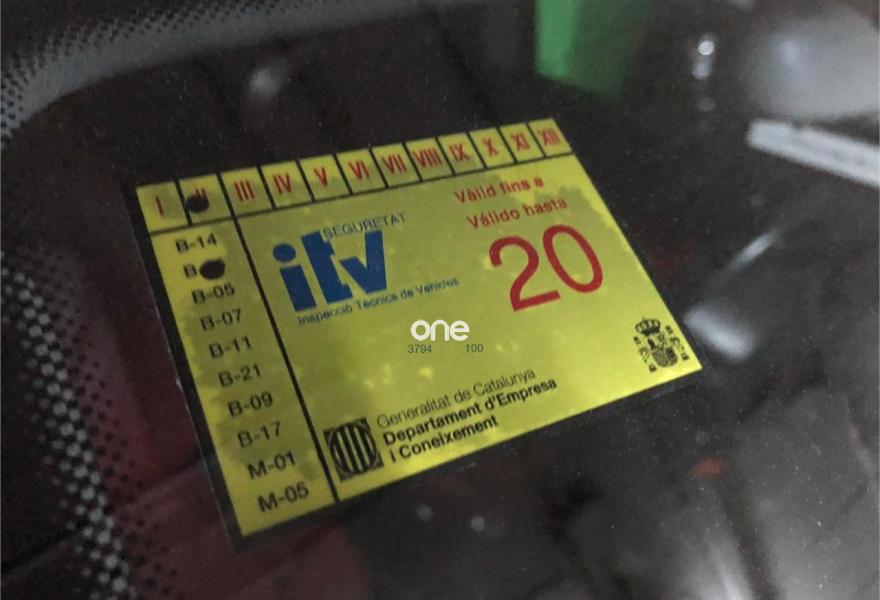 I II III IV V VI VII VIII IX X XI XII
Vàlid fins a
Válido hasta
20
SEGURETAT
itv
Inspecció Tècnica de Vehicles
B-14
B-05
B-07
B-11
B-21
B-09
B-17
M-01
M-05
one
3794 100
Generalitat de Catalunya
Departament d'Empresa
i Coneixement